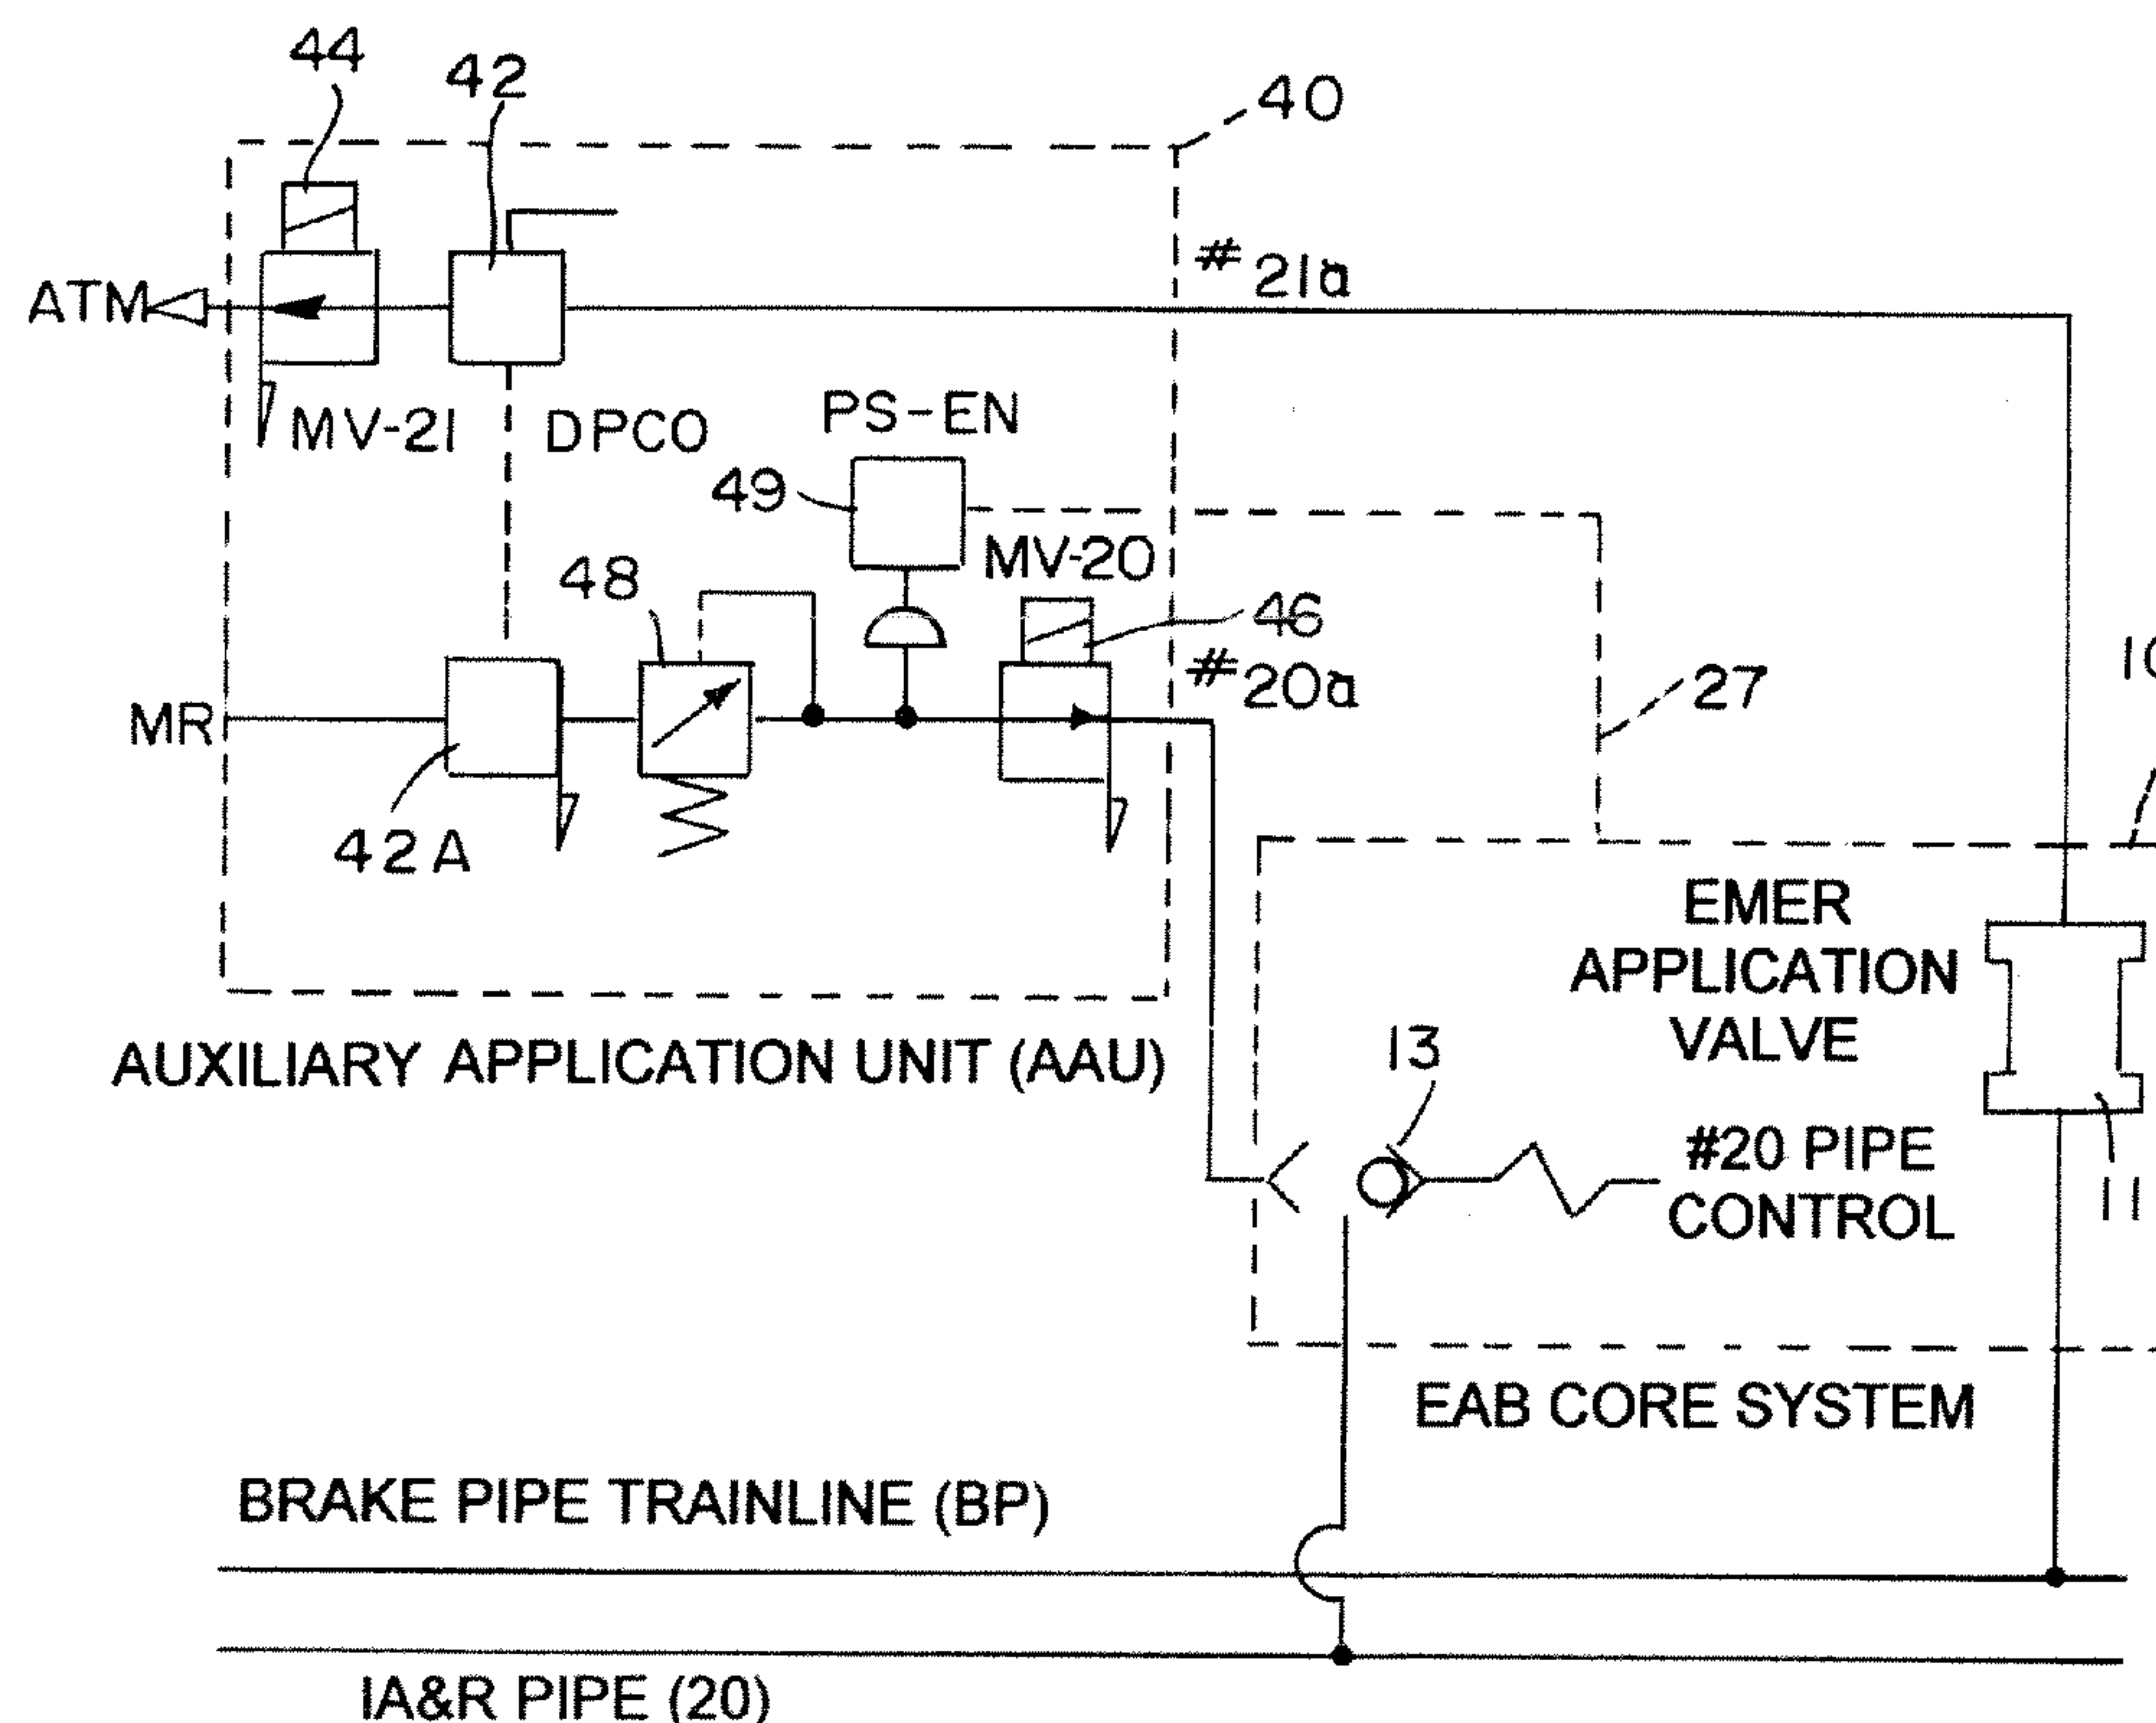 44
42
40
#21a
ATM
MV-21
DPCO
PS-EN
49
MV-20
48
46
#20a
27
10
MR
42A
EMER
APPLICATION
VALVE
AUXILIARY APPLICATION UNIT (AAU)
13
#20 PIPE
CONTROL
11
EAB CORE SYSTEM
BRAKE PIPE TRAINLINE (BP)
IA&R PIPE (20)